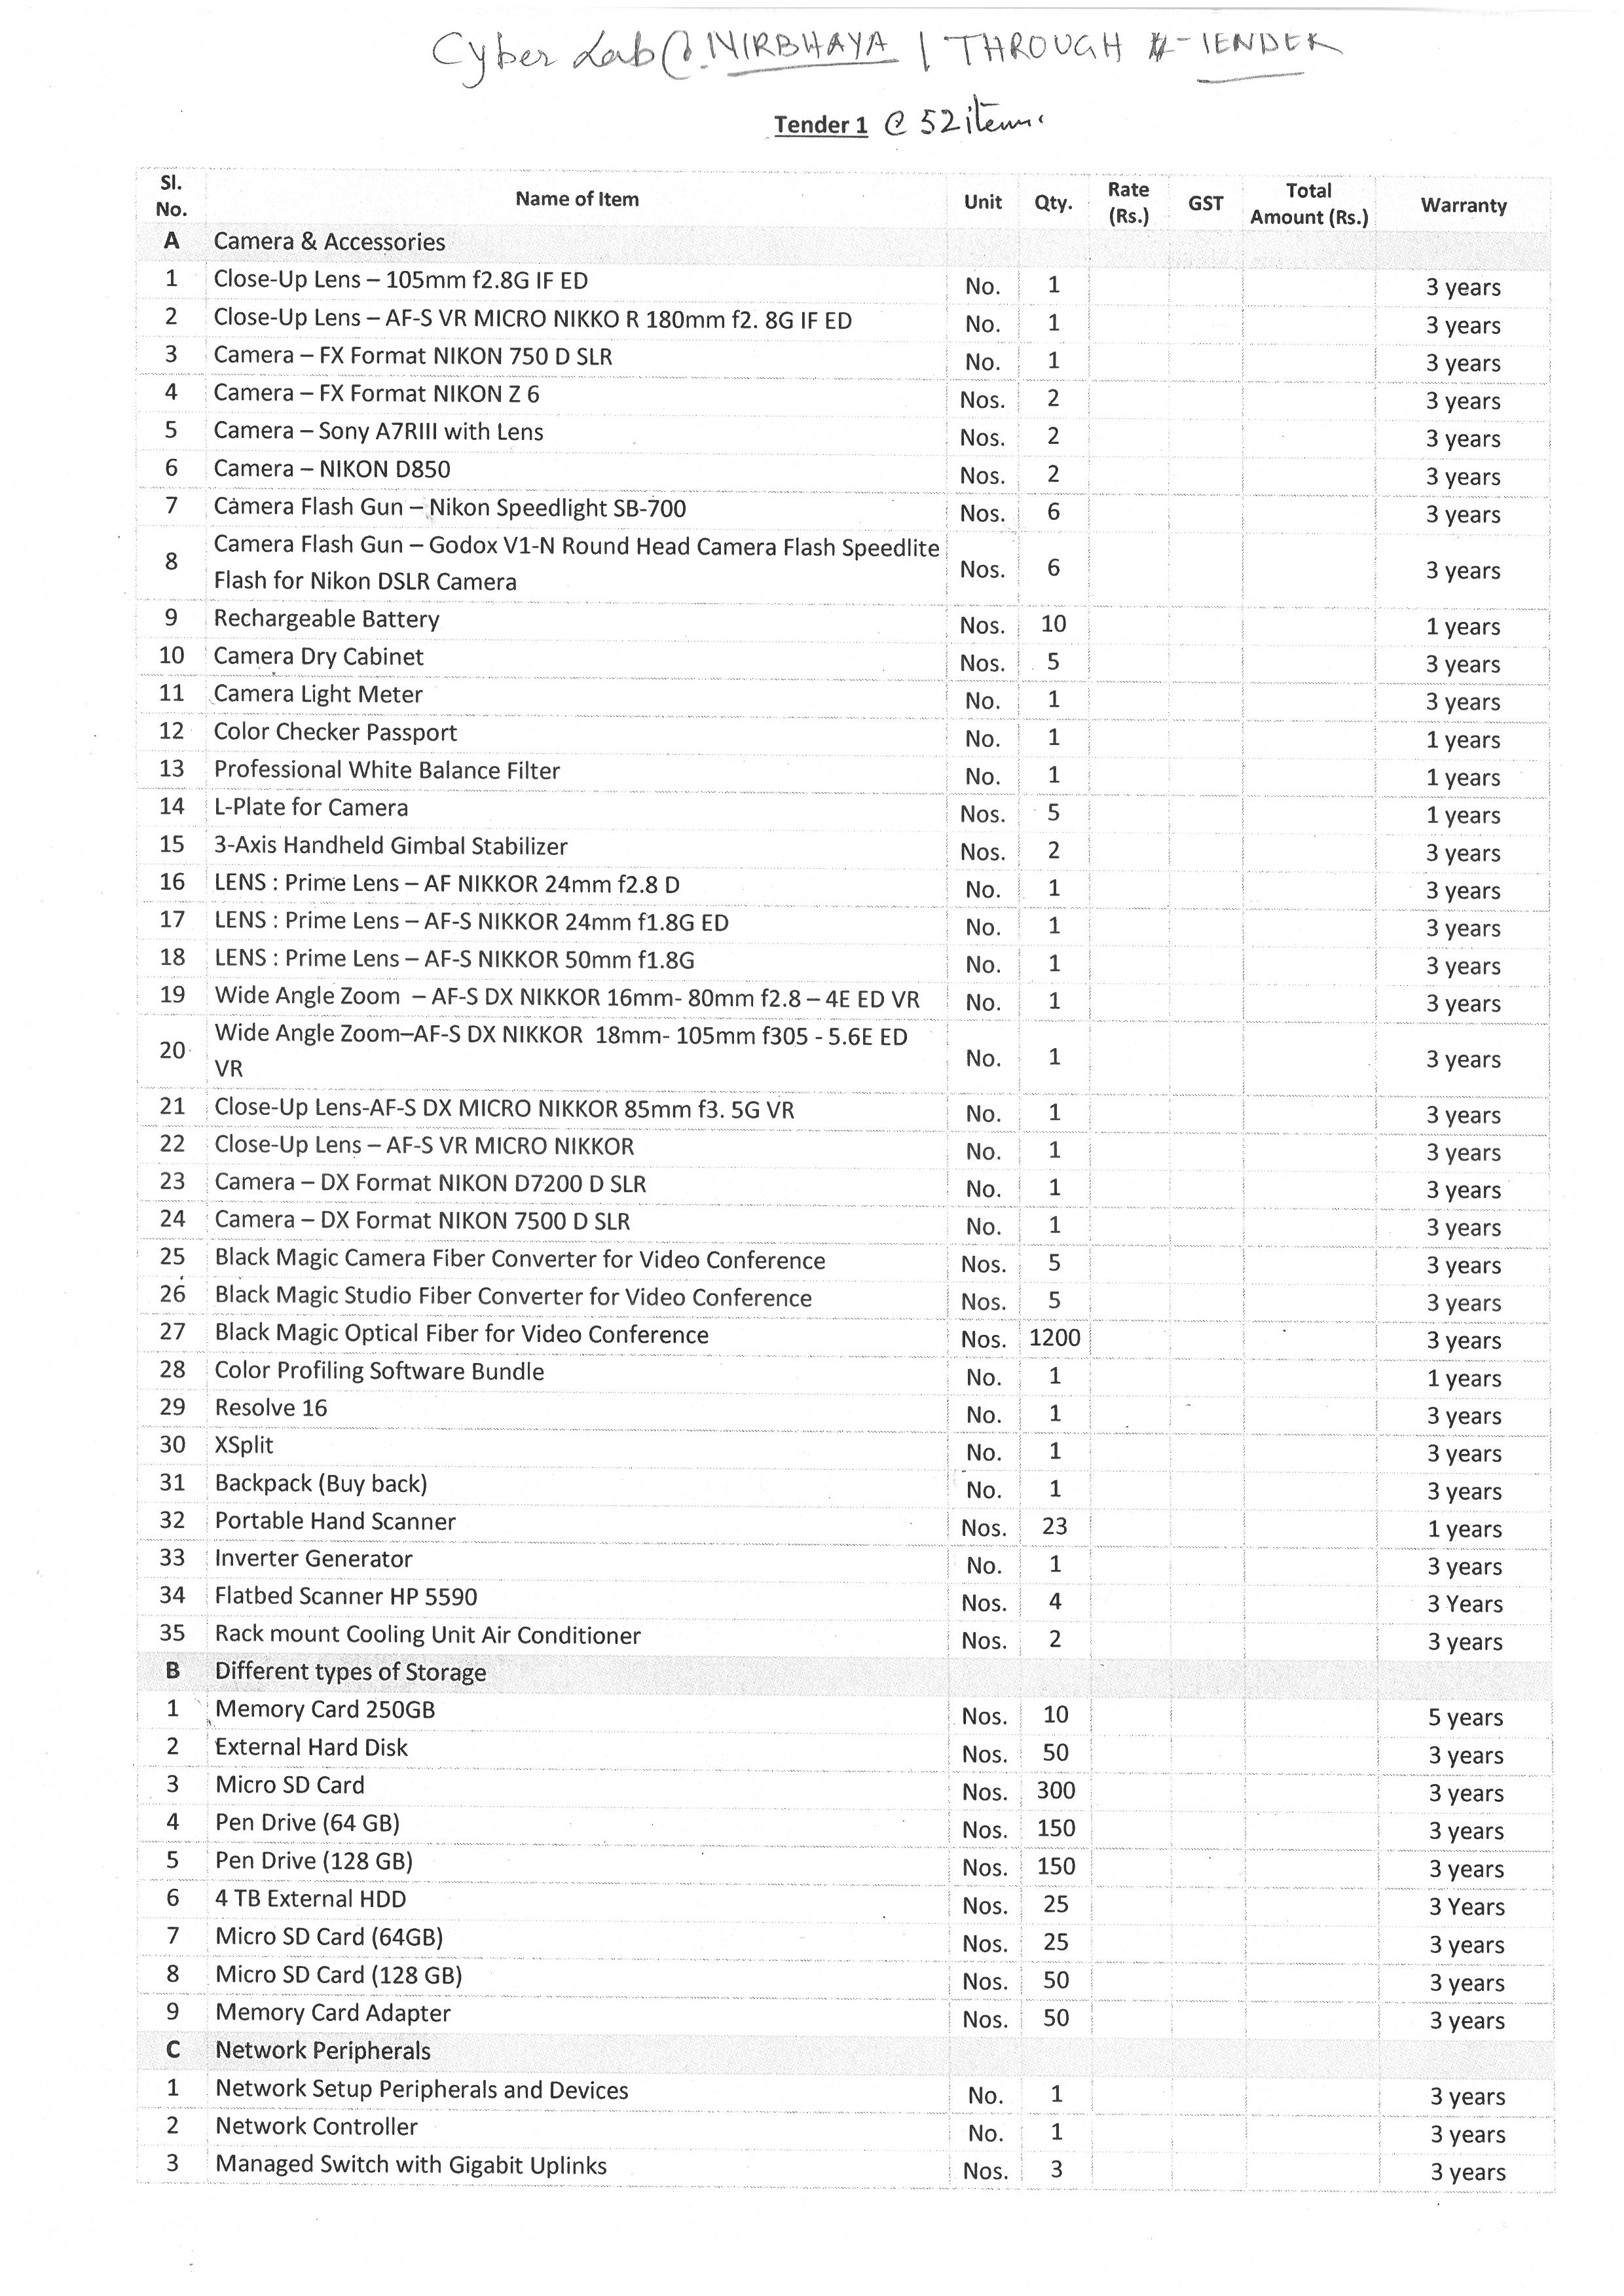 Cyber Lab @ NIRBHAYA | THROUGH E-TENDER
Tender 1 @ 52 items
Sl. No. Name of Item Unit Qty. Rate (Rs.) GST Total Amount (Rs.) Warranty
A Camera & Accessories
1 Close-Up Lens – 105mm f2.8G IF ED No. 1 3 years
2 Close-Up Lens – AF-S VR MICRO NIKKO R 180mm f2. 8G IF ED No. 1 3 years
3 Camera – FX Format NIKON 750 D SLR No. 1 3 years
4 Camera – FX Format NIKON Z 6 Nos. 2 3 years
5 Camera – Sony A7RIII with Lens Nos. 2 3 years
6 Camera – NIKON D850 Nos. 2 3 years
7 Camera Flash Gun – Nikon Speedlight SB-700 Nos. 6 3 years
8 Camera Flash Gun – Godox V1-N Round Head Camera Flash Speedlite
Flash for Nikon DSLR Camera Nos. 6 3 years
9 Rechargeable Battery Nos. 10 1 years
10 Camera Dry Cabinet Nos. 5 3 years
11 Camera Light Meter No. 1 3 years
12 Color Checker Passport No. 1 1 years
13 Professional White Balance Filter No. 1 1 years
14 L-Plate for Camera Nos. 5 1 years
15 3-Axis Handheld Gimbal Stabilizer Nos. 2 3 years
16 LENS : Prime Lens – AF NIKKOR 24mm f2.8 D No. 1 3 years
17 LENS : Prime Lens – AF-S NIKKOR 24mm f1.8G ED No. 1 3 years
18 LENS : Prime Lens – AF-S NIKKOR 50mm f1.8G No. 1 3 years
19 Wide Angle Zoom – AF-S DX NIKKOR 16mm- 80mm f2.8 – 4E ED VR No. 1 3 years
20 Wide Angle Zoom–AF-S DX NIKKOR 18mm- 105mm f305 - 5.6E ED
VR No. 1 3 years
21 Close-Up Lens-AF-S DX MICRO NIKKOR 85mm f3. 5G VR No. 1 3 years
22 Close-Up Lens – AF-S VR MICRO NIKKOR No. 1 3 years
23 Camera – DX Format NIKON D7200 D SLR No. 1 3 years
24 Camera – DX Format NIKON 7500 D SLR No. 1 3 years
25 Black Magic Camera Fiber Converter for Video Conference Nos. 5 3 years
26 Black Magic Studio Fiber Converter for Video Conference Nos. 5 3 years
27 Black Magic Optical Fiber for Video Conference Nos. 1200 3 years
28 Color Profiling Software Bundle No. 1 1 years
29 Resolve 16 No. 1 3 years
30 XSplit No. 1 3 years
31 Backpack (Buy back) No. 1 3 years
32 Portable Hand Scanner Nos. 23 1 years
33 Inverter Generator No. 1 3 years
34 Flatbed Scanner HP 5590 Nos. 4 3 Years
35 Rack mount Cooling Unit Air Conditioner Nos. 2 3 years
B Different types of Storage
1 Memory Card 250GB Nos. 10 5 years
2 External Hard Disk Nos. 50 3 years
3 Micro SD Card Nos. 300 3 years
4 Pen Drive (64 GB) Nos. 150 3 years
5 Pen Drive (128 GB) Nos. 150 3 years
6 4 TB External HDD Nos. 25 3 Years
7 Micro SD Card (64GB) Nos. 25 3 years
8 Micro SD Card (128 GB) Nos. 50 3 years
9 Memory Card Adapter Nos. 50 3 years
C Network Peripherals
1 Network Setup Peripherals and Devices No. 1 3 years
2 Network Controller No. 1 3 years
3 Managed Switch with Gigabit Uplinks Nos. 3 3 years